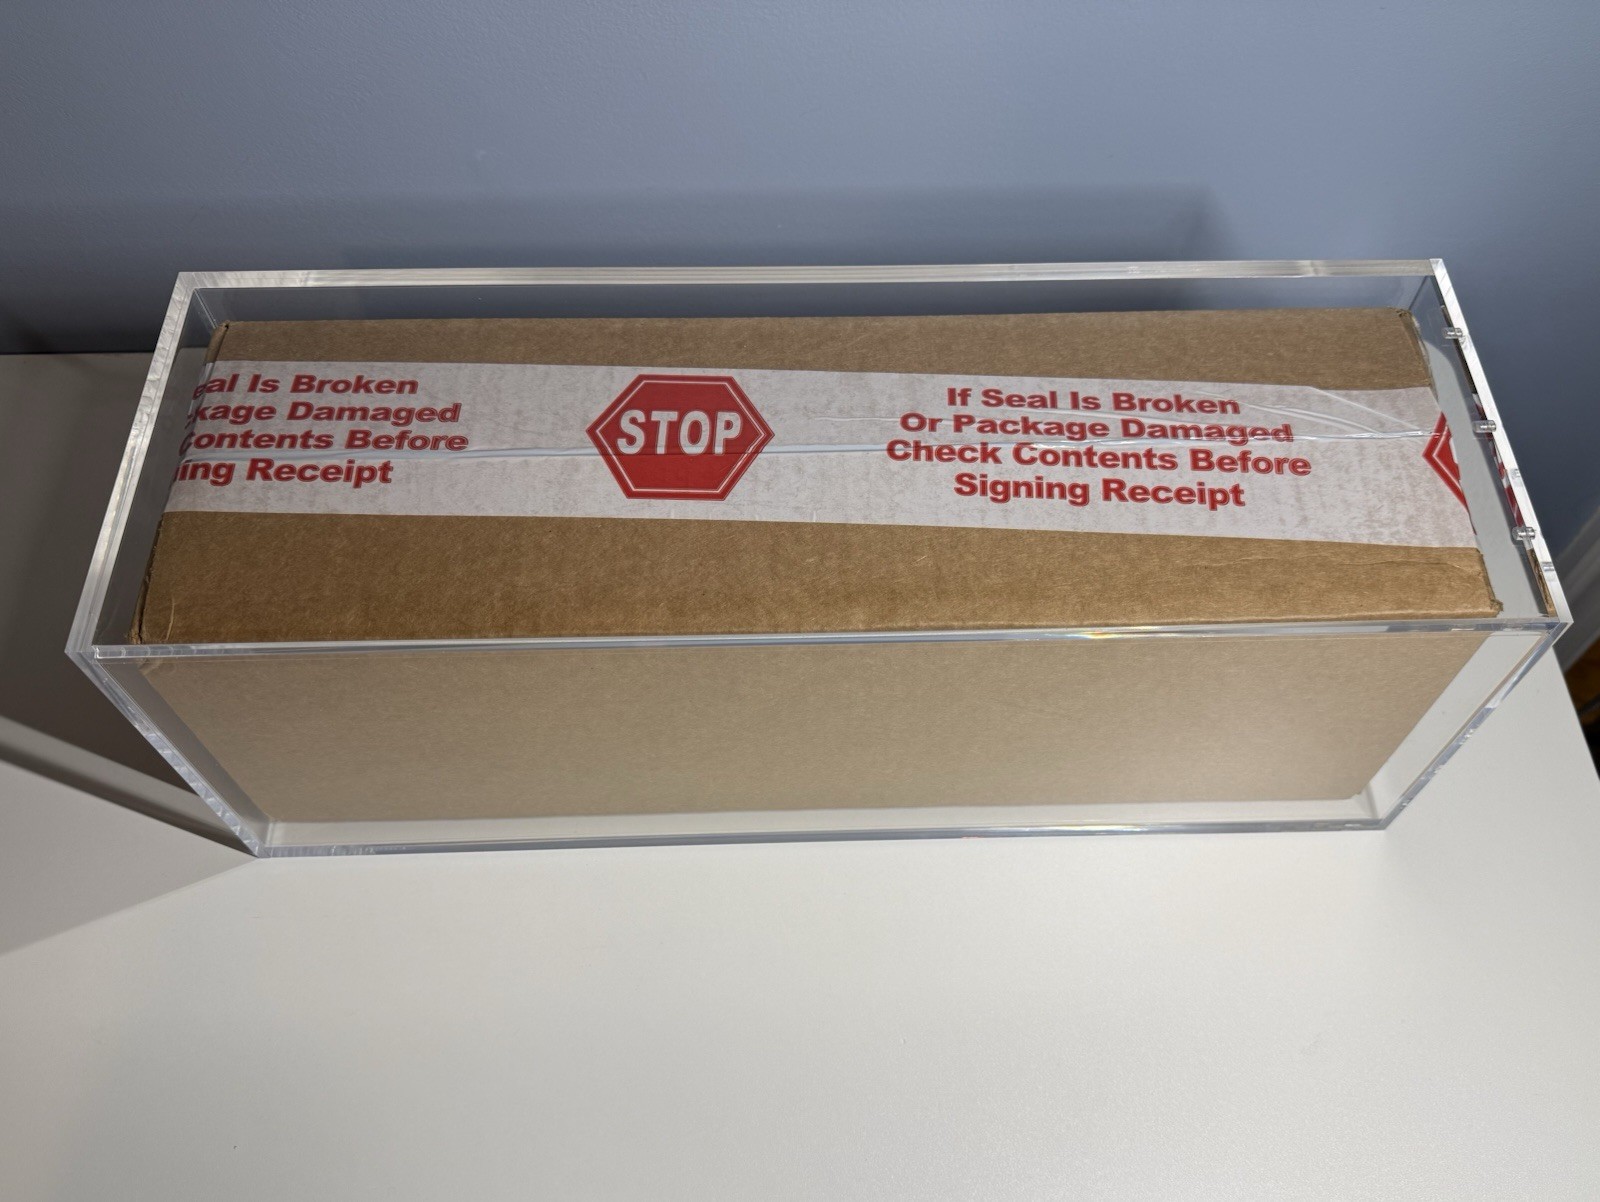 al Is Broken
kage Damaged
Contents Before
ing Receipt
STOP
If Seal Is Broken
Or Package Damaged
Check Contents Before
Signing Receipt